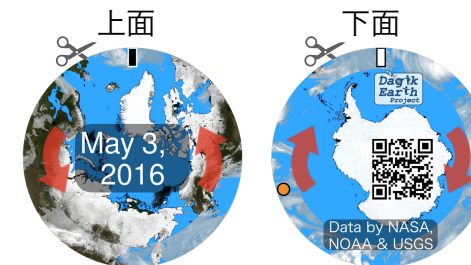 上面
下面
May 3,
2016
Dagik
Earth
Project
Data by NASA,
NOAA & USGS